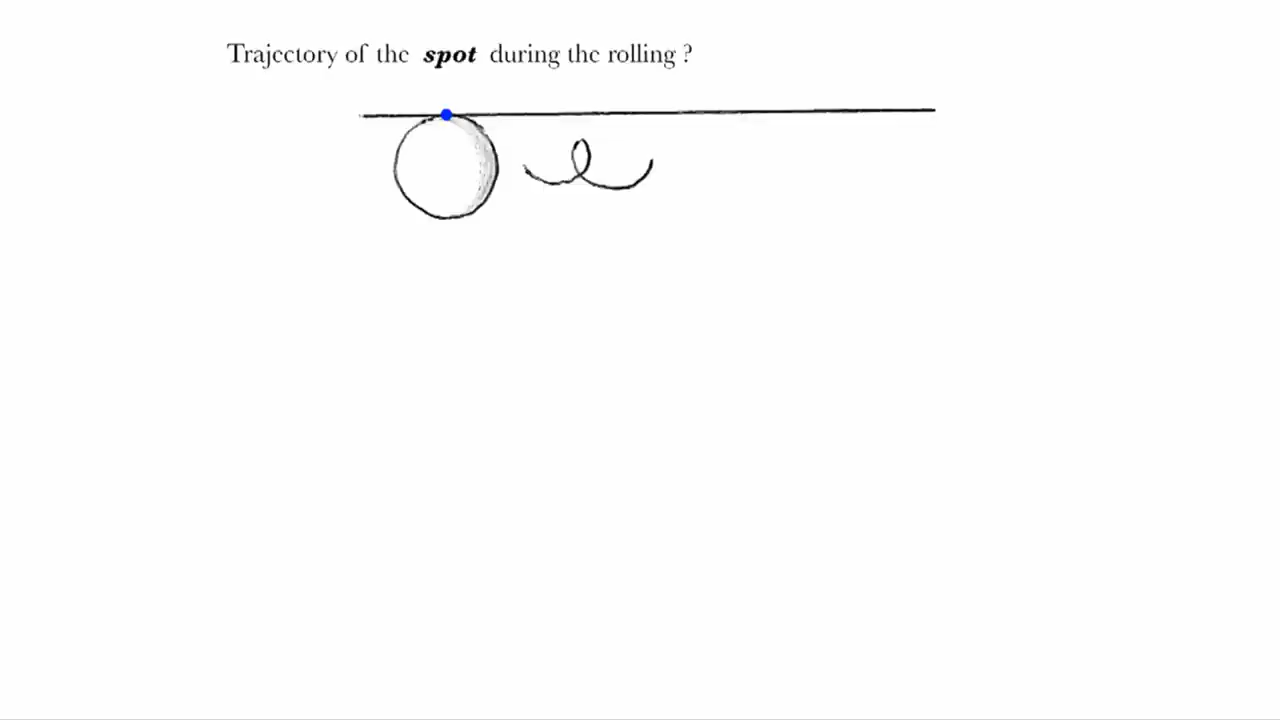 Trajectory of the spot during the rolling ?